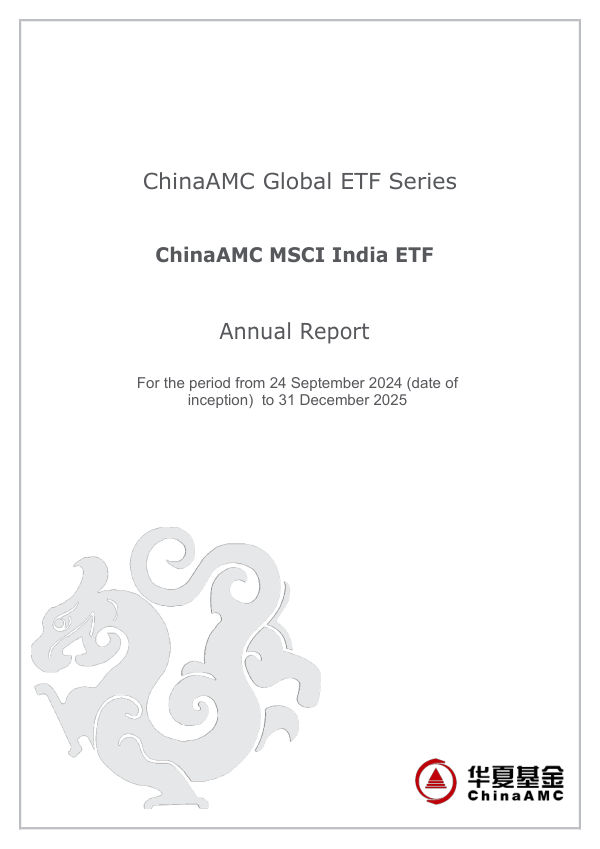 ChinaAMC Global ETF Series
ChinaAMC MSCI India ETF
Annual Report
For the period from 24 September 2024 (date of
inception)  to 31 December 2025
华夏基金
ChinaAMC